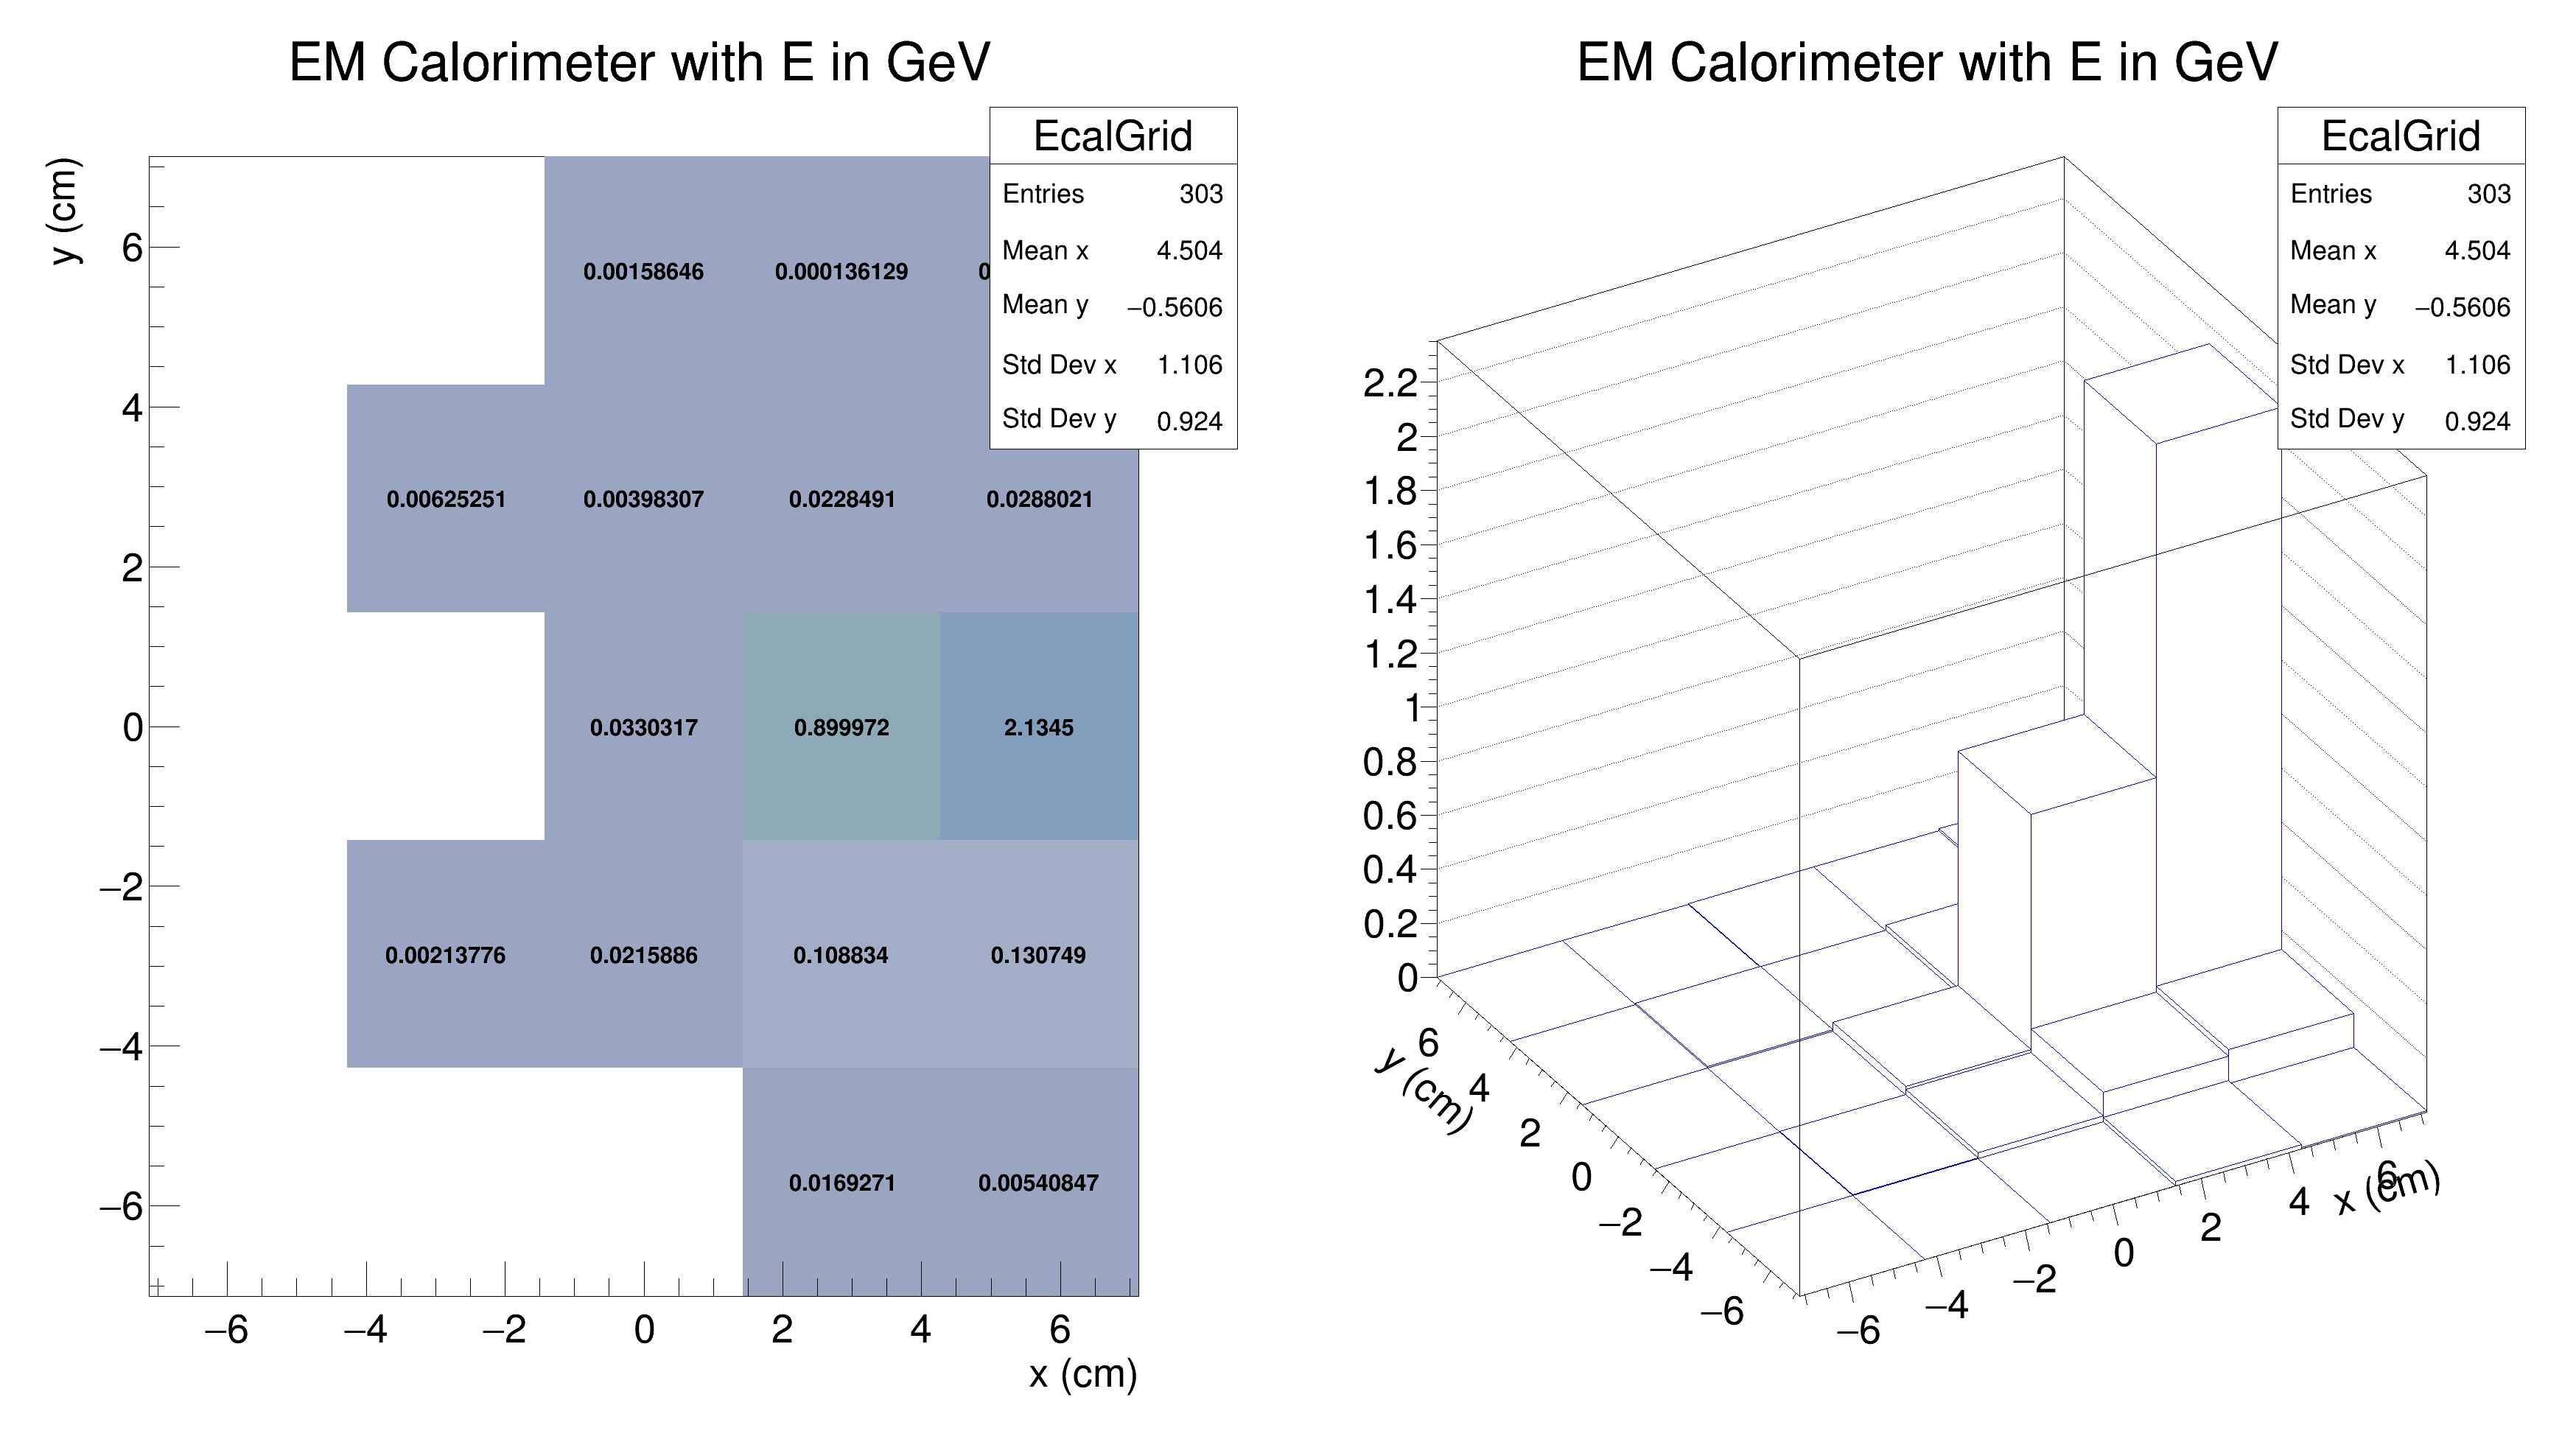 EM Calorimeter with E in GeV
EcalGrid
Entries 303
Mean x 4.504
Mean y −0.5606
Std Dev x 1.106
Std Dev y 0.924
y (cm)
6
4
2
0
−2
−4
−6
0.00158646 0.000136129
0.00625251 0.00398307 0.0228491 0.0288021
0.0330317 0.899972 2.1345
0.00213776 0.0215886 0.108834 0.130749
0.0169271 0.00540847
−6 −4 −2 0 2 4 6
x (cm)
EM Calorimeter with E in GeV
EcalGrid
Entries 303
Mean x 4.504
Mean y −0.5606
Std Dev x 1.106
Std Dev y 0.924
2.2
2
1.8
1.6
1.4
1.2
1
0.8
0.6
0.4
0.2
0
y (cm)
6
4
2
0
−2
−4
−6
−6 −4 −2 0 2 4 6
x (cm)